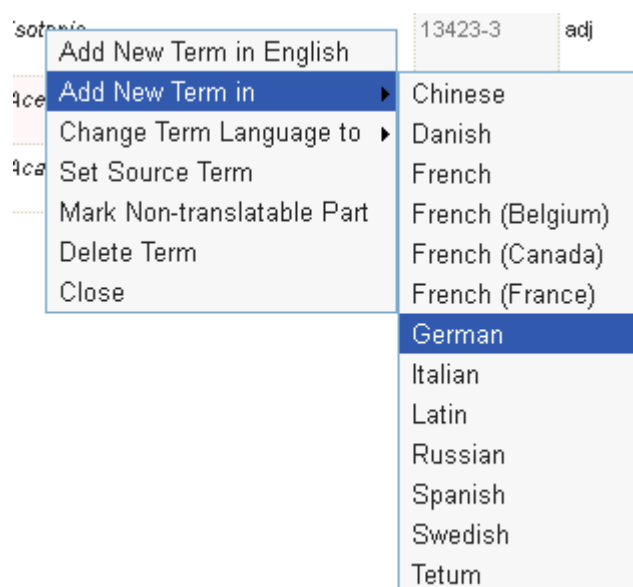 13423-3 adj
Add New Term in English
Add New Term in
Change Term Language to
Set Source Term
Mark Non-translatable Part
Delete Term
Close
Chinese
Danish
French
French (Belgium)
French (Canada)
French (France)
German
Italian
Latin
Russian
Spanish
Swedish
Tetum